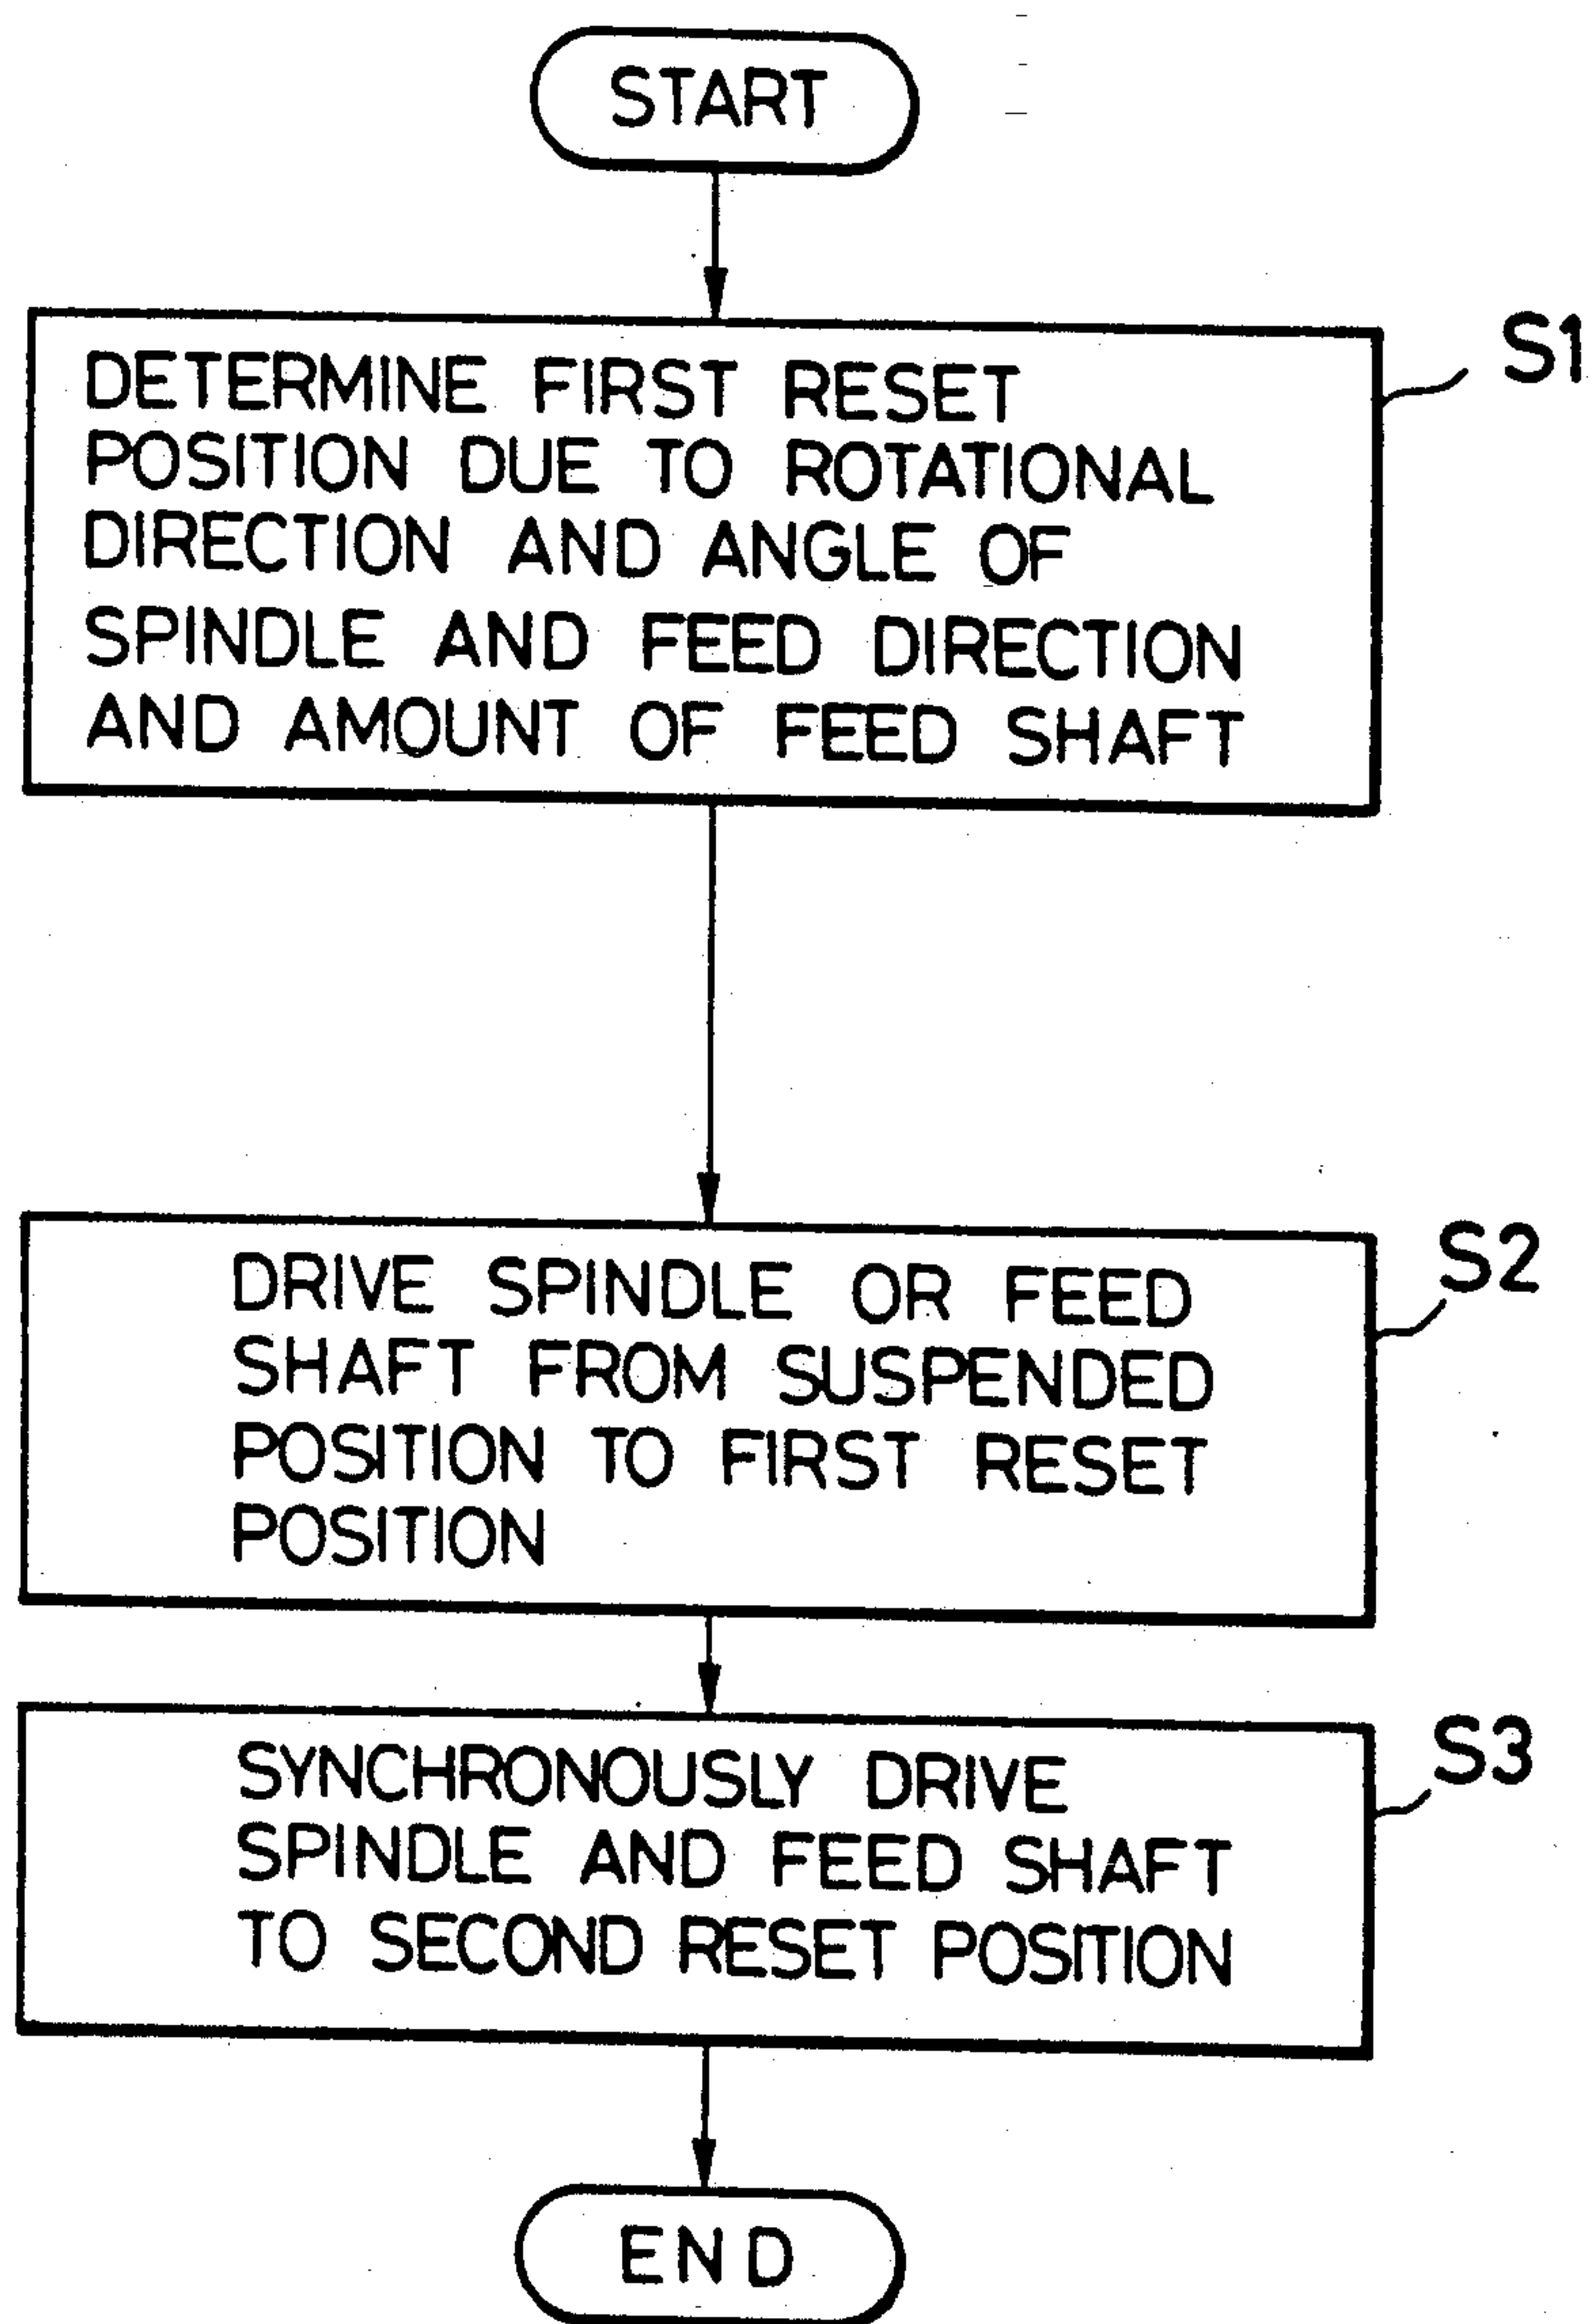 START
S1
DETERMINE FIRST RESET
POSITION DUE TO ROTATIONAL
DIRECTION AND ANGLE OF
SPINDLE AND FEED DIRECTION
AND AMOUNT OF FEED SHAFT
S2
DRIVE SPINDLE OR FEED
SHAFT FROM SUSPENDED
POSITION TO FIRST RESET
POSITION
S3
SYNCHRONOUSLY DRIVE
SPINDLE AND FEED SHAFT
TO SECOND RESET POSITION
END